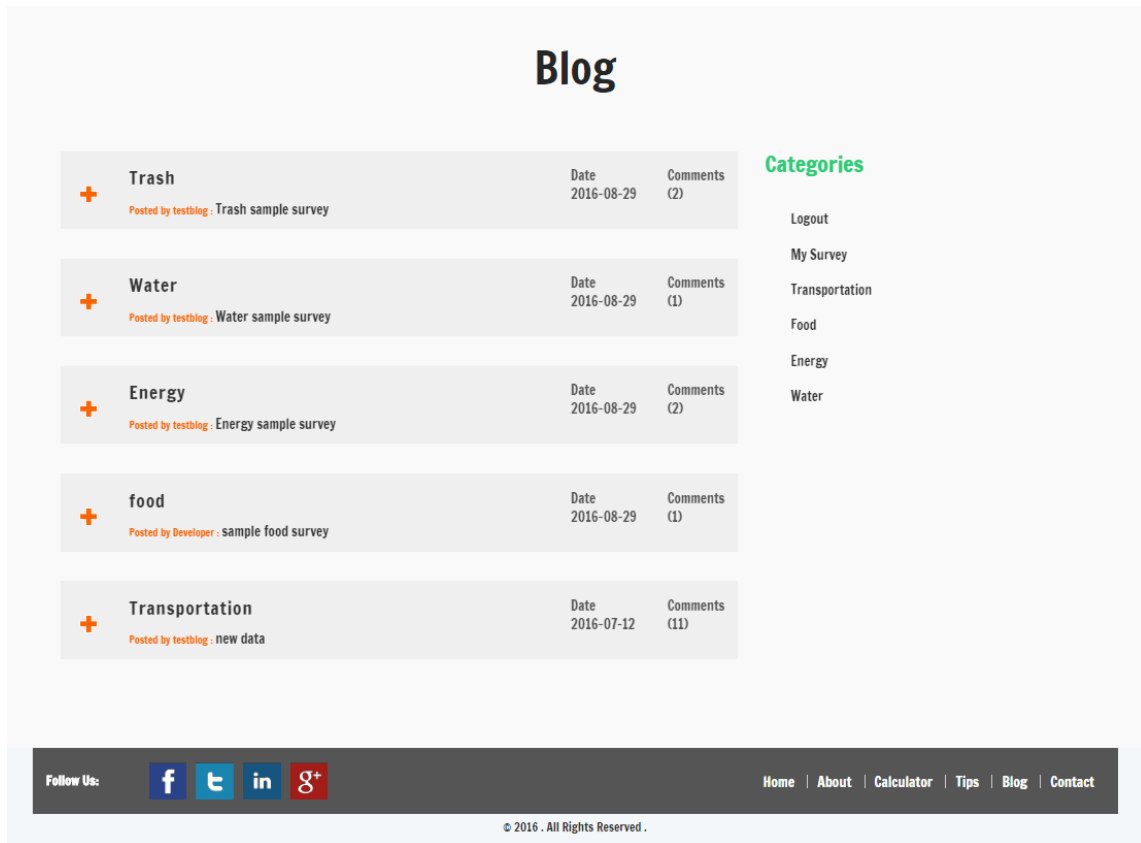 Blog
Trash
Posted by testblog : Trash sample survey
Date
2016-08-29
Comments
(2)
Water
Posted by testblog : Water sample survey
Date
2016-08-29
Comments
(1)
Energy
Posted by testblog : Energy sample survey
Date
2016-08-29
Comments
(2)
food
Posted by Developer : sample food survey
Date
2016-08-29
Comments
(1)
Transportation
Posted by testblog : new data
Date
2016-07-12
Comments
(11)
Categories
Logout
My Survey
Transportation
Food
Energy
Water
Follow Us:
f t in g+
Home | About | Calculator | Tips | Blog | Contact
© 2016 . All Rights Reserved .